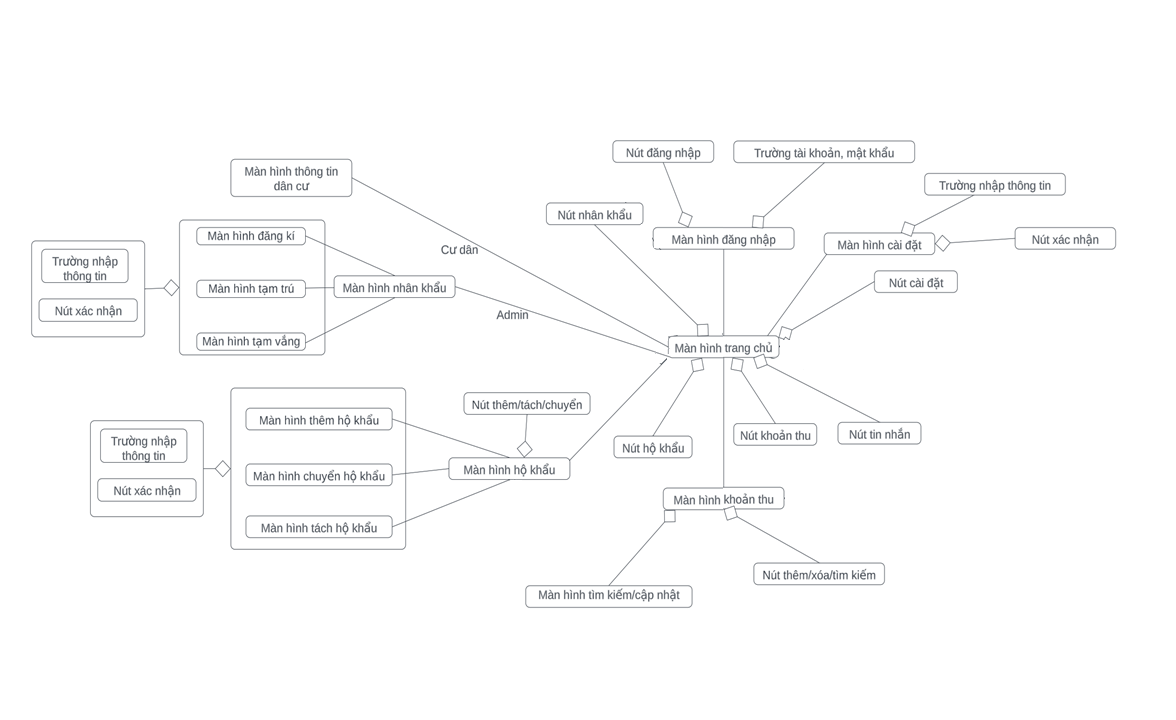 Nút đăng nhập
Trường tài khoản, mật khẩu
Màn hình thông tin
dân cư
Trường nhập thông tin
Nút nhân khẩu
Màn hình đăng kí
Màn hình đăng nhập
Màn hình cài đặt
Nút xác nhận
Cư dân
Trường nhập
thông tin
Nút cài đặt
Màn hình tạm trú
Màn hình nhân khẩu
Nút xác nhận
Admin
Màn hình tạm vắng
Màn hình trang chủ
Nút thêm/tách/chuyển
Màn hình thêm hộ khẩu
Nút khoản thu
Nút tin nhắn
Trường nhập
thông tin
Nút hộ khẩu
Màn hình hộ khẩu
Màn hình chuyển hộ khẩu
Nút xác nhận
Màn hình khoản thu
Màn hình tách hộ khẩu
Nút thêm/xóa/tìm kiếm
Màn hình tìm kiếm/cập nhật